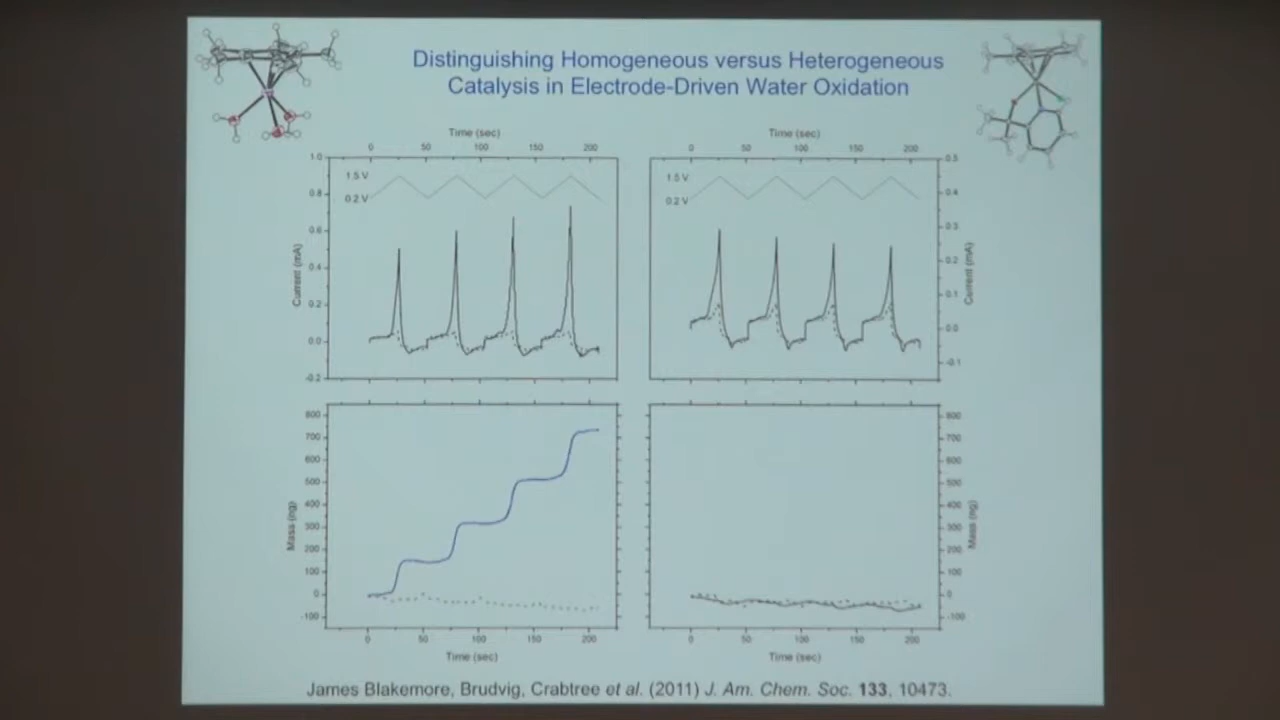 Distinguishing Homogeneous versus Heterogeneous
Catalysis in Electrode-Driven Water Oxidation
Time (sec)
0 50 100 150 200
1.0
0.8
0.6
0.4
0.2
0.0
-0.2
Current (mA)
1.5 V
0.2 V
Time (sec)
0 50 100 150 200
1.5 V
0.2 V
0.5
0.4
0.3
0.2
0.1
0.0
-0.1
Current (mA)
800
700
600
500
400
300
200
100
0
-100
Mass (ng)
0 50 100 150 200
Time (sec)
800
700
600
500
400
300
200
100
0
-100
Mass (ng)
0 50 100 150 200
Time (sec)
James Blakemore, Brudvig, Crabtree et al. (2011) J. Am. Chem. Soc. 133, 10473.